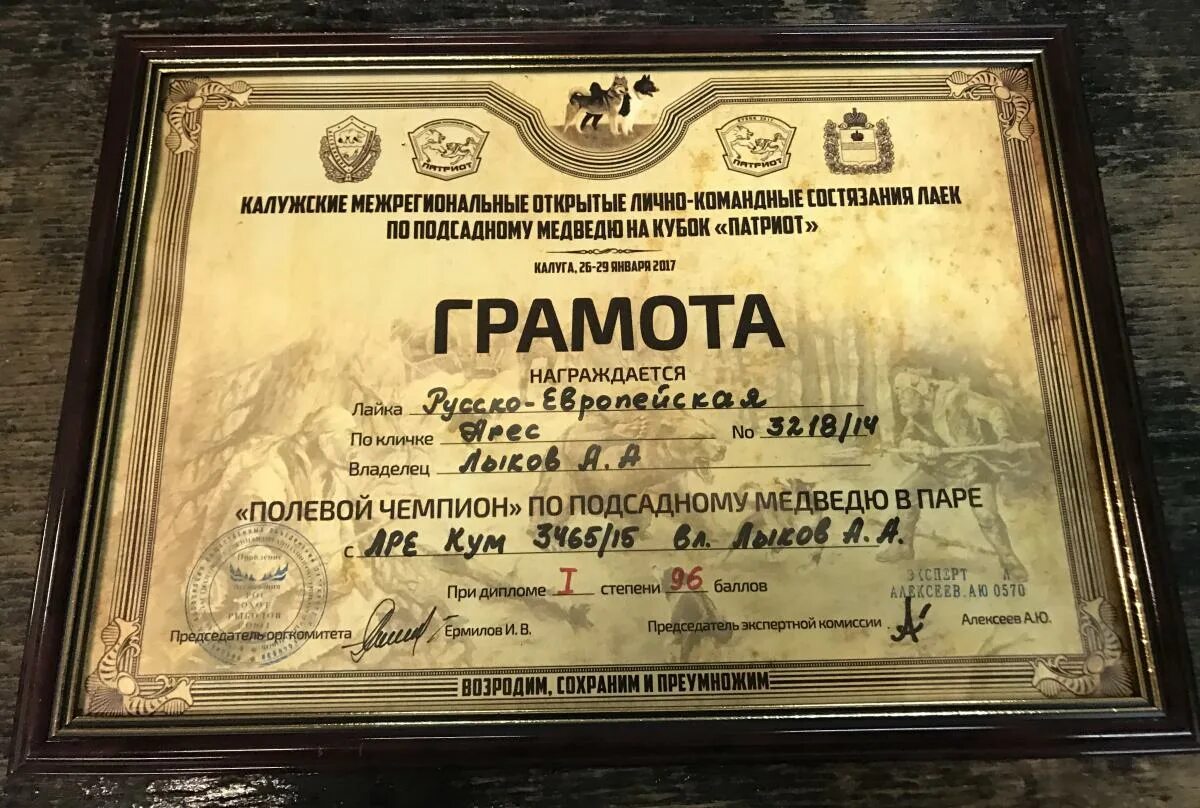 ПАТРИОТ
ПАТРИОТ
КАЛУЖСКИЕ МЕЖРЕГИОНАЛЬНЫЕ ОТКРЫТЫЕ ЛИЧНО-КОМАНДНЫЕ СОСТЯЗАНИЯ ЛАЕК
ПО ПОДСАДНОМУ МЕДВЕДЮ НА КУБОК «ПАТРИОТ»
КАЛУГА, 26-29 ЯНВАРЯ 2017
ГРАМОТА
НАГРАЖДАЕТСЯ
Лайка Русско-Европейская
По кличке Арес No 3218/14
Владелец Лыков А.А
«ПОЛЕВОЙ ЧЕМПИОН» ПО ПОДСАДНОМУ МЕДВЕДЮ В ПАРЕ
с ЛРЕ Кум 3465/15 вл. Лыков А.А.
При дипломе I степени 96 баллов
ЭКСПЕРТ
АЛЕКСЕЕВ.АЮ 0570
Председатель оргкомитета Ермилов И. В.
Председатель экспертной комиссии Алексеев А.Ю.
ВОЗРОДИМ, СОХРАНИМ И ПРЕУМНОЖИМ